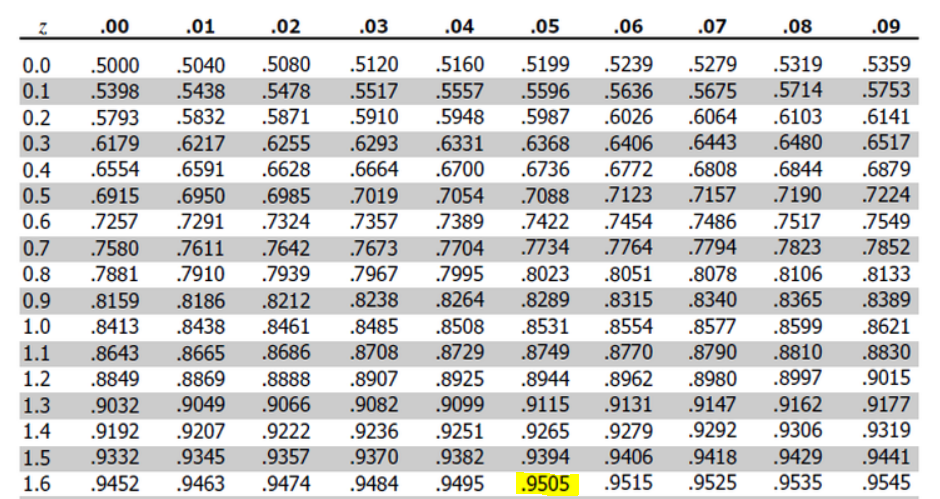 z .00 .01 .02 .03 .04 .05 .06 .07 .08 .09
0.0 .5000 .5040 .5080 .5120 .5160 .5199 .5239 .5279 .5319 .5359
0.1 .5398 .5438 .5478 .5517 .5557 .5596 .5636 .5675 .5714 .5753
0.2 .5793 .5832 .5871 .5910 .5948 .5987 .6026 .6064 .6103 .6141
0.3 .6179 .6217 .6255 .6293 .6331 .6368 .6406 .6443 .6480 .6517
0.4 .6554 .6591 .6628 .6664 .6700 .6736 .6772 .6808 .6844 .6879
0.5 .6915 .6950 .6985 .7019 .7054 .7088 .7123 .7157 .7190 .7224
0.6 .7257 .7291 .7324 .7357 .7389 .7422 .7454 .7486 .7517 .7549
0.7 .7580 .7611 .7642 .7673 .7704 .7734 .7764 .7794 .7823 .7852
0.8 .7881 .7910 .7939 .7967 .7995 .8023 .8051 .8078 .8106 .8133
0.9 .8159 .8186 .8212 .8238 .8264 .8289 .8315 .8340 .8365 .8389
1.0 .8413 .8438 .8461 .8485 .8508 .8531 .8554 .8577 .8599 .8621
1.1 .8643 .8665 .8686 .8708 .8729 .8749 .8770 .8790 .8810 .8830
1.2 .8849 .8869 .8888 .8907 .8925 .8944 .8962 .8980 .8997 .9015
1.3 .9032 .9049 .9066 .9082 .9099 .9115 .9131 .9147 .9162 .9177
1.4 .9192 .9207 .9222 .9236 .9251 .9265 .9279 .9292 .9306 .9319
1.5 .9332 .9345 .9357 .9370 .9382 .9394 .9406 .9418 .9429 .9441
1.6 .9452 .9463 .9474 .9484 .9495 .9505 .9515 .9525 .9535 .9545